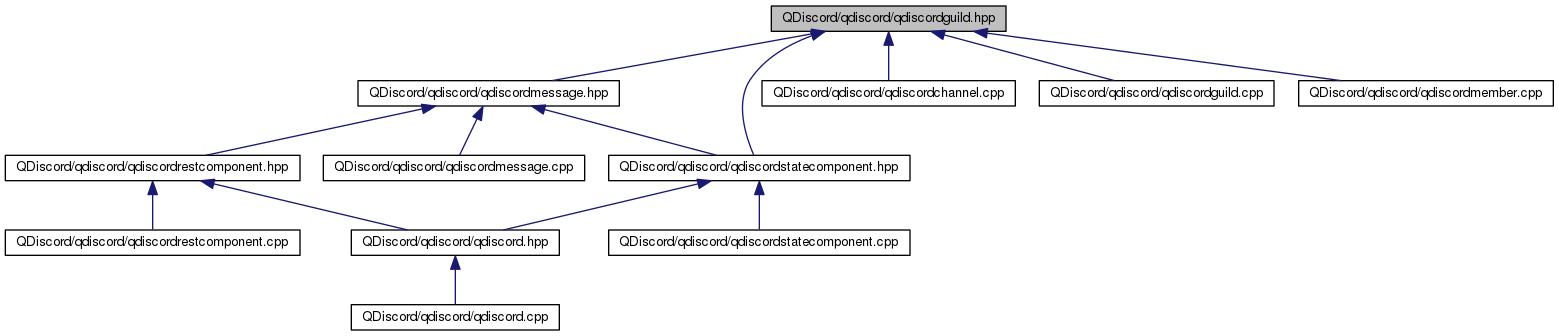 QDiscord/qdiscord/qdiscordguild.hpp
QDiscord/qdiscord/qdiscordmessage.hpp
QDiscord/qdiscord/qdiscordchannel.cpp
QDiscord/qdiscord/qdiscordguild.cpp
QDiscord/qdiscord/qdiscordmember.cpp
QDiscord/qdiscord/qdiscordrestcomponent.hpp
QDiscord/qdiscord/qdiscordmessage.cpp
QDiscord/qdiscord/qdiscordstatecomponent.hpp
QDiscord/qdiscord/qdiscordrestcomponent.cpp
QDiscord/qdiscord/qdiscord.hpp
QDiscord/qdiscord/qdiscordstatecomponent.cpp
QDiscord/qdiscord/qdiscord.cpp